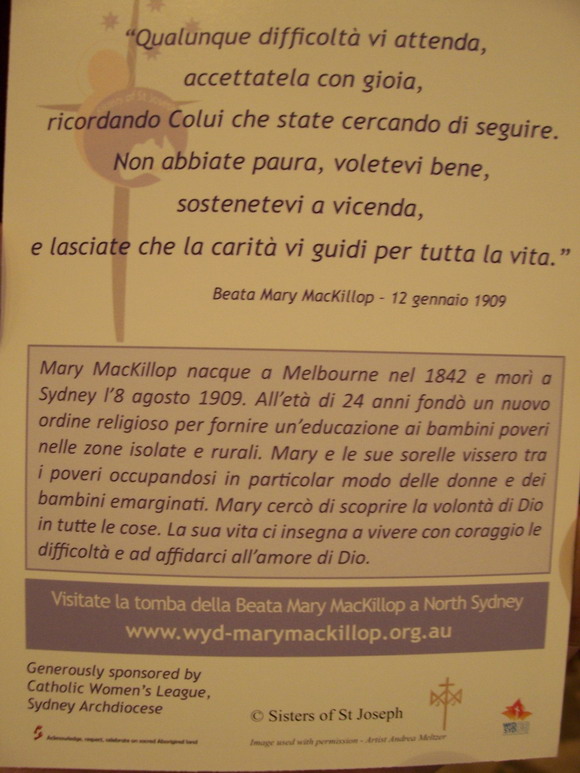 “Qualunque difficoltà vi attenda,
accettatela con gioia,
ricordando Colui che state cercando di seguire.
Non abbiate paura, voletevi bene,
sostenetevi a vicenda,
e lasciate che la carità vi guidi per tutta la vita.”
Beata Mary MacKillop - 12 gennaio 1909
Mary MacKillop nacque a Melbourne nel 1842 e morì a
Sydney l’8 agosto 1909. All’età di 24 anni fondò un nuovo
ordine religioso per fornire un’educazione ai bambini poveri
nelle zone isolate e rurali. Mary e le sue sorelle vissero tra
i poveri occupandosi in particolar modo delle donne e dei
bambini emarginati. Mary cercò di scoprire la volontà di Dio
in tutte le cose. La sua vita ci insegna a vivere con coraggio le
difficoltà e ad affidarci all’amore di Dio.
Visitate la tomba della Beata Mary MacKillop a North Sydney
www.wyd-marymackillop.org.au
Generously sponsored by
Catholic Women’s League,
Sydney Archdiocese
© Sisters of St Joseph
Acknowledge, respect, celebrate on sacred Aboriginal land
Image used with permission - Artist Andrea Meltzer